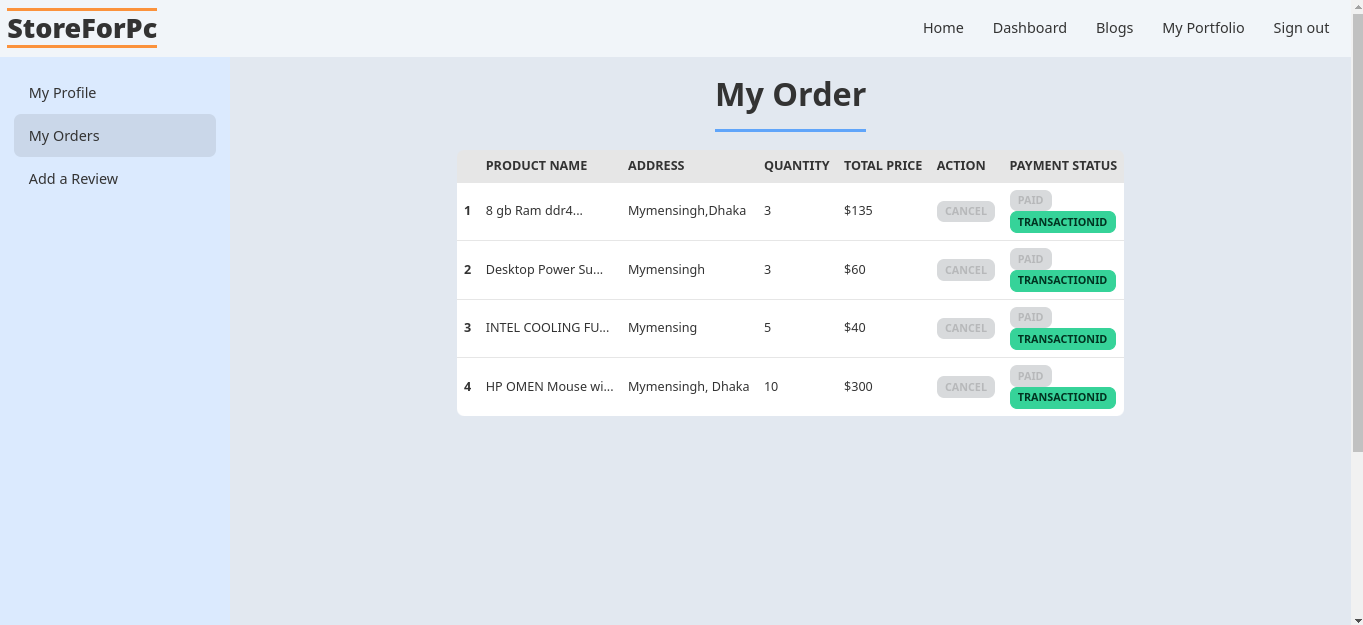 StoreForPc
Home Dashboard Blogs My Portfolio Sign out
My Profile
My Orders
Add a Review
My Order
PRODUCT NAME ADDRESS QUANTITY TOTAL PRICE ACTION PAYMENT STATUS
1 8 gb Ram ddr4... Mymensingh,Dhaka 3 $135 CANCEL PAID
TRANSACTIONID
2 Desktop Power Su... Mymensingh 3 $60 CANCEL PAID
TRANSACTIONID
3 INTEL COOLING FU... Mymensing 5 $40 CANCEL PAID
TRANSACTIONID
4 HP OMEN Mouse wi... Mymensingh, Dhaka 10 $300 CANCEL PAID
TRANSACTIONID